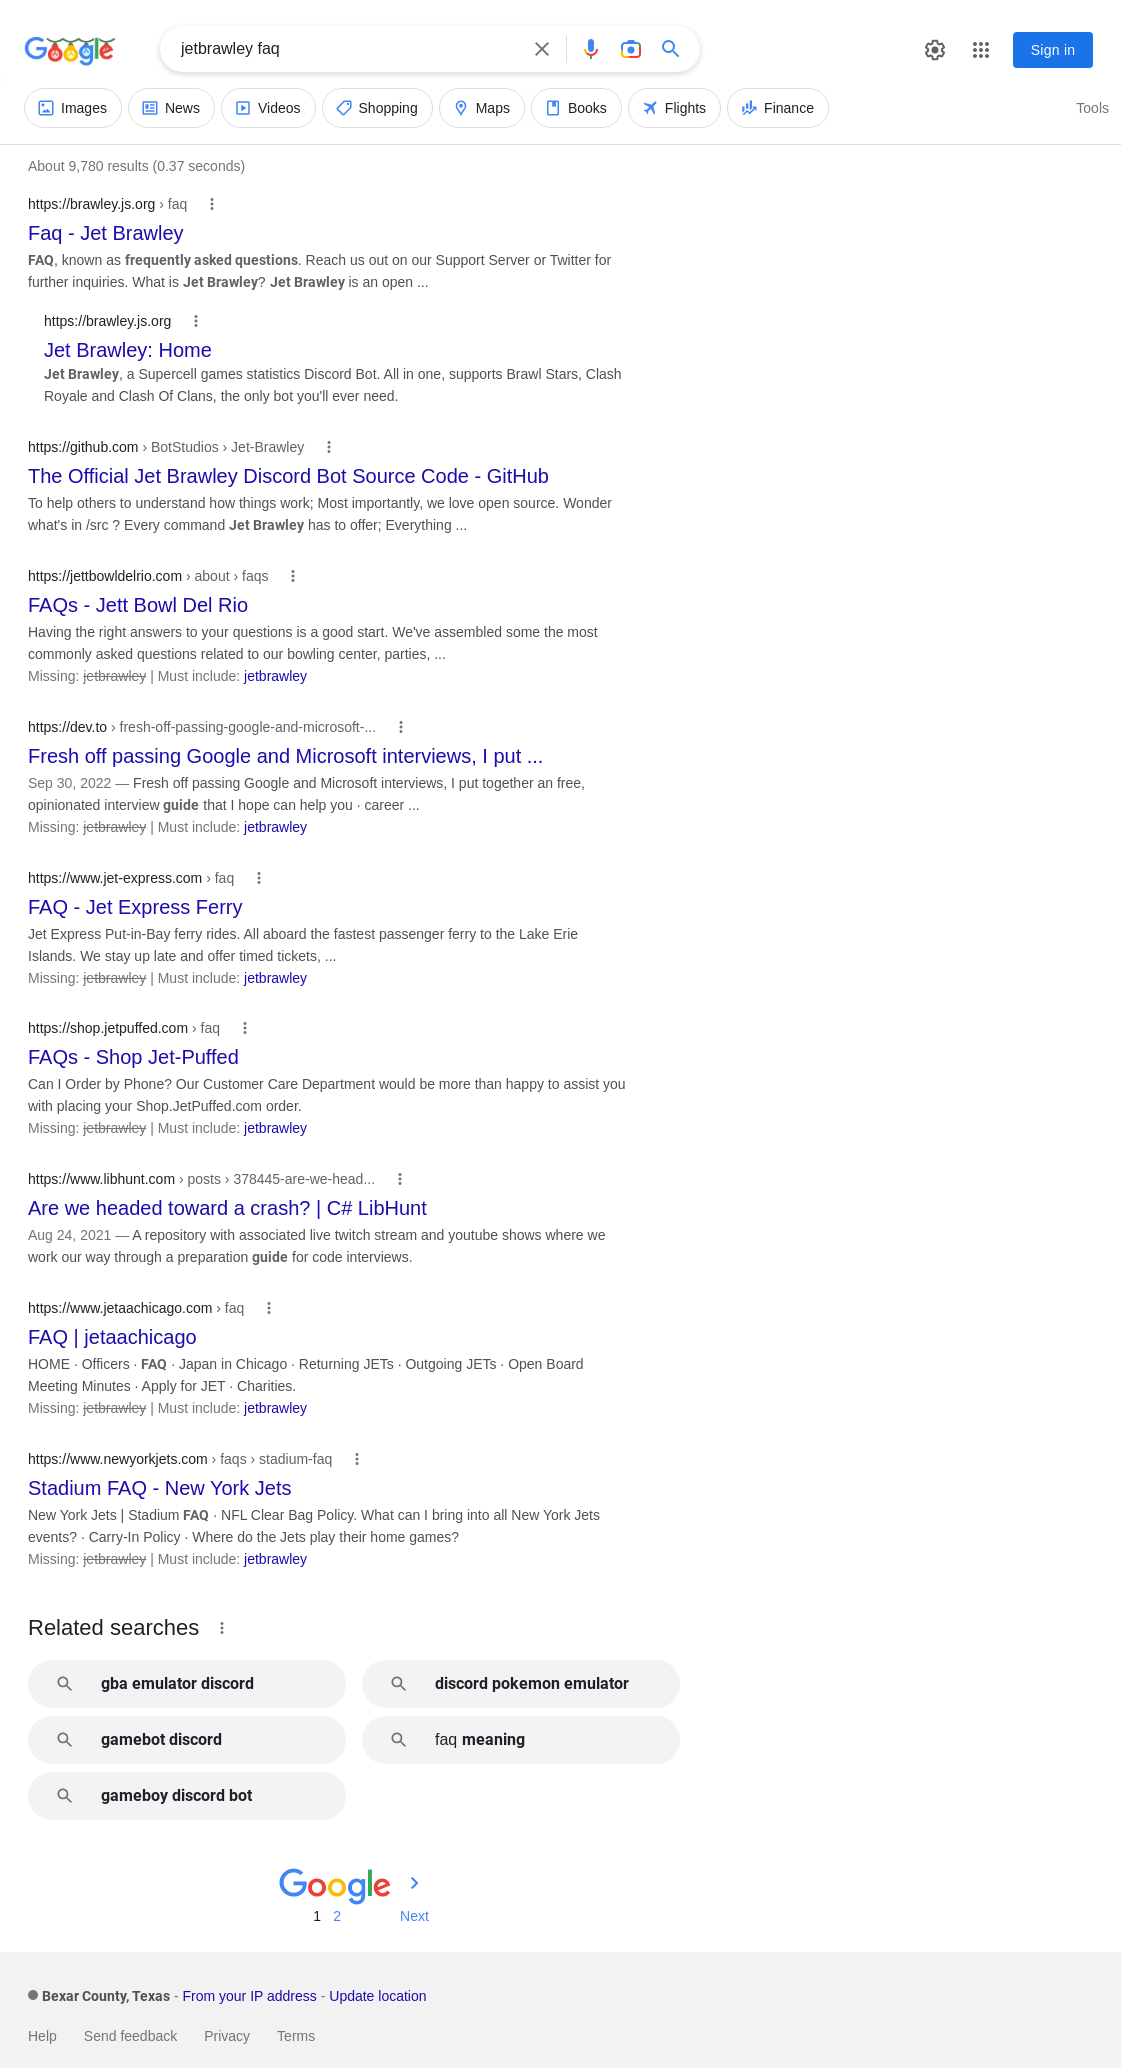 Google
jetbrawley faq
Sign in
Images News Videos Shopping Maps Books Flights Finance Tools
About 9,780 results (0.37 seconds)
https://brawley.js.org › faq
Faq - Jet Brawley
FAQ, known as frequently asked questions. Reach us out on our Support Server or Twitter for
further inquiries. What is Jet Brawley? Jet Brawley is an open ...
https://brawley.js.org
Jet Brawley: Home
Jet Brawley, a Supercell games statistics Discord Bot. All in one, supports Brawl Stars, Clash
Royale and Clash Of Clans, the only bot you'll ever need.
https://github.com › BotStudios › Jet-Brawley
The Official Jet Brawley Discord Bot Source Code - GitHub
To help others to understand how things work; Most importantly, we love open source. Wonder
what's in /src ? Every command Jet Brawley has to offer; Everything ...
https://jettbowldelrio.com › about › faqs
FAQs - Jett Bowl Del Rio
Having the right answers to your questions is a good start. We've assembled some the most
commonly asked questions related to our bowling center, parties, ...
Missing: jetbrawley | Must include: jetbrawley
https://dev.to › fresh-off-passing-google-and-microsoft-...
Fresh off passing Google and Microsoft interviews, I put ...
Sep 30, 2022 — Fresh off passing Google and Microsoft interviews, I put together an free,
opinionated interview guide that I hope can help you · career ...
Missing: jetbrawley | Must include: jetbrawley
https://www.jet-express.com › faq
FAQ - Jet Express Ferry
Jet Express Put-in-Bay ferry rides. All aboard the fastest passenger ferry to the Lake Erie
Islands. We stay up late and offer timed tickets, ...
Missing: jetbrawley | Must include: jetbrawley
https://shop.jetpuffed.com › faq
FAQs - Shop Jet-Puffed
Can I Order by Phone? Our Customer Care Department would be more than happy to assist you
with placing your Shop.JetPuffed.com order.
Missing: jetbrawley | Must include: jetbrawley
https://www.libhunt.com › posts › 378445-are-we-head...
Are we headed toward a crash? | C# LibHunt
Aug 24, 2021 — A repository with associated live twitch stream and youtube shows where we
work our way through a preparation guide for code interviews.
https://www.jetaachicago.com › faq
FAQ | jetaachicago
HOME · Officers · FAQ · Japan in Chicago · Returning JETs · Outgoing JETs · Open Board
Meeting Minutes · Apply for JET · Charities.
Missing: jetbrawley | Must include: jetbrawley
https://www.newyorkjets.com › faqs › stadium-faq
Stadium FAQ - New York Jets
New York Jets | Stadium FAQ · NFL Clear Bag Policy. What can I bring into all New York Jets
events? · Carry-In Policy · Where do the Jets play their home games?
Missing: jetbrawley | Must include: jetbrawley
Related searches
gba emulator discord
discord pokemon emulator
gamebot discord
faq meaning
gameboy discord bot
Google
1 2 Next
Bexar County, Texas - From your IP address - Update location
Help Send feedback Privacy Terms